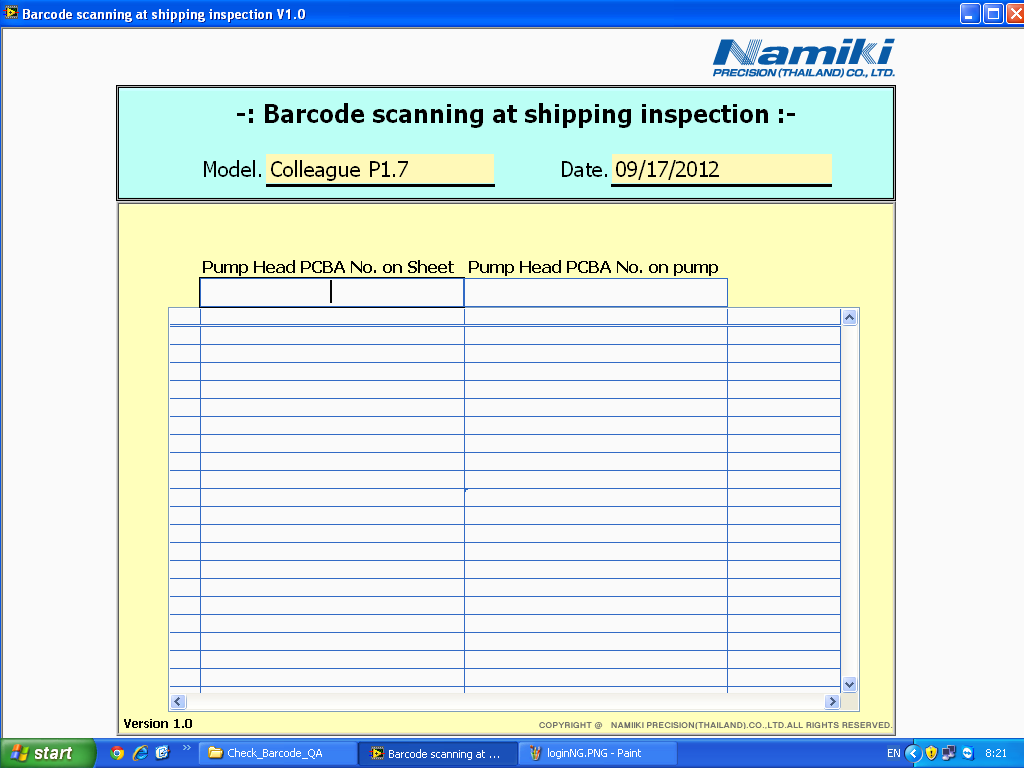 Barcode scanning at shipping inspection V1.0
Namiki
PRECISION (THAILAND) CO., LTD.
-: Barcode scanning at shipping inspection :-
Model. Colleague P1.7 Date. 09/17/2012
Pump Head PCBA No. on Sheet Pump Head PCBA No. on pump
Version 1.0
COPYRIGHT @ NAMIIKI PRECISION(THAILAND).CO.,LTD.ALL RIGHTS RESERVED.
start Check_Barcode_QA Barcode scanning at ... loginNG.PNG - Paint EN 8:21